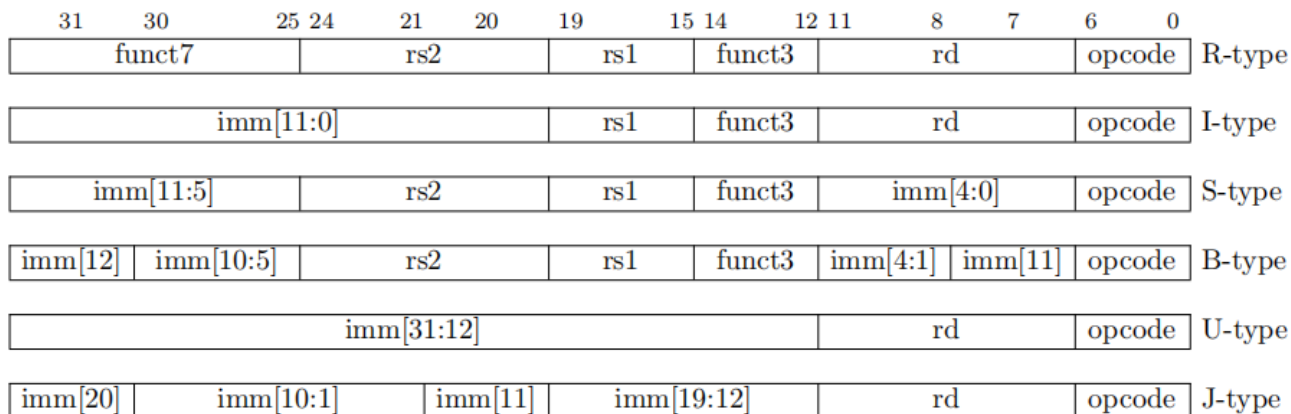 31 30 25 24 21 20 19 15 14 12 11 8 7 6 0
funct7 rs2 rs1 funct3 rd opcode R-type
imm[11:0] rs1 funct3 rd opcode I-type
imm[11:5] rs2 rs1 funct3 imm[4:0] opcode S-type
imm[12] imm[10:5] rs2 rs1 funct3 imm[4:1] imm[11] opcode B-type
imm[31:12] rd opcode U-type
imm[20] imm[10:1] imm[11] imm[19:12] rd opcode J-type